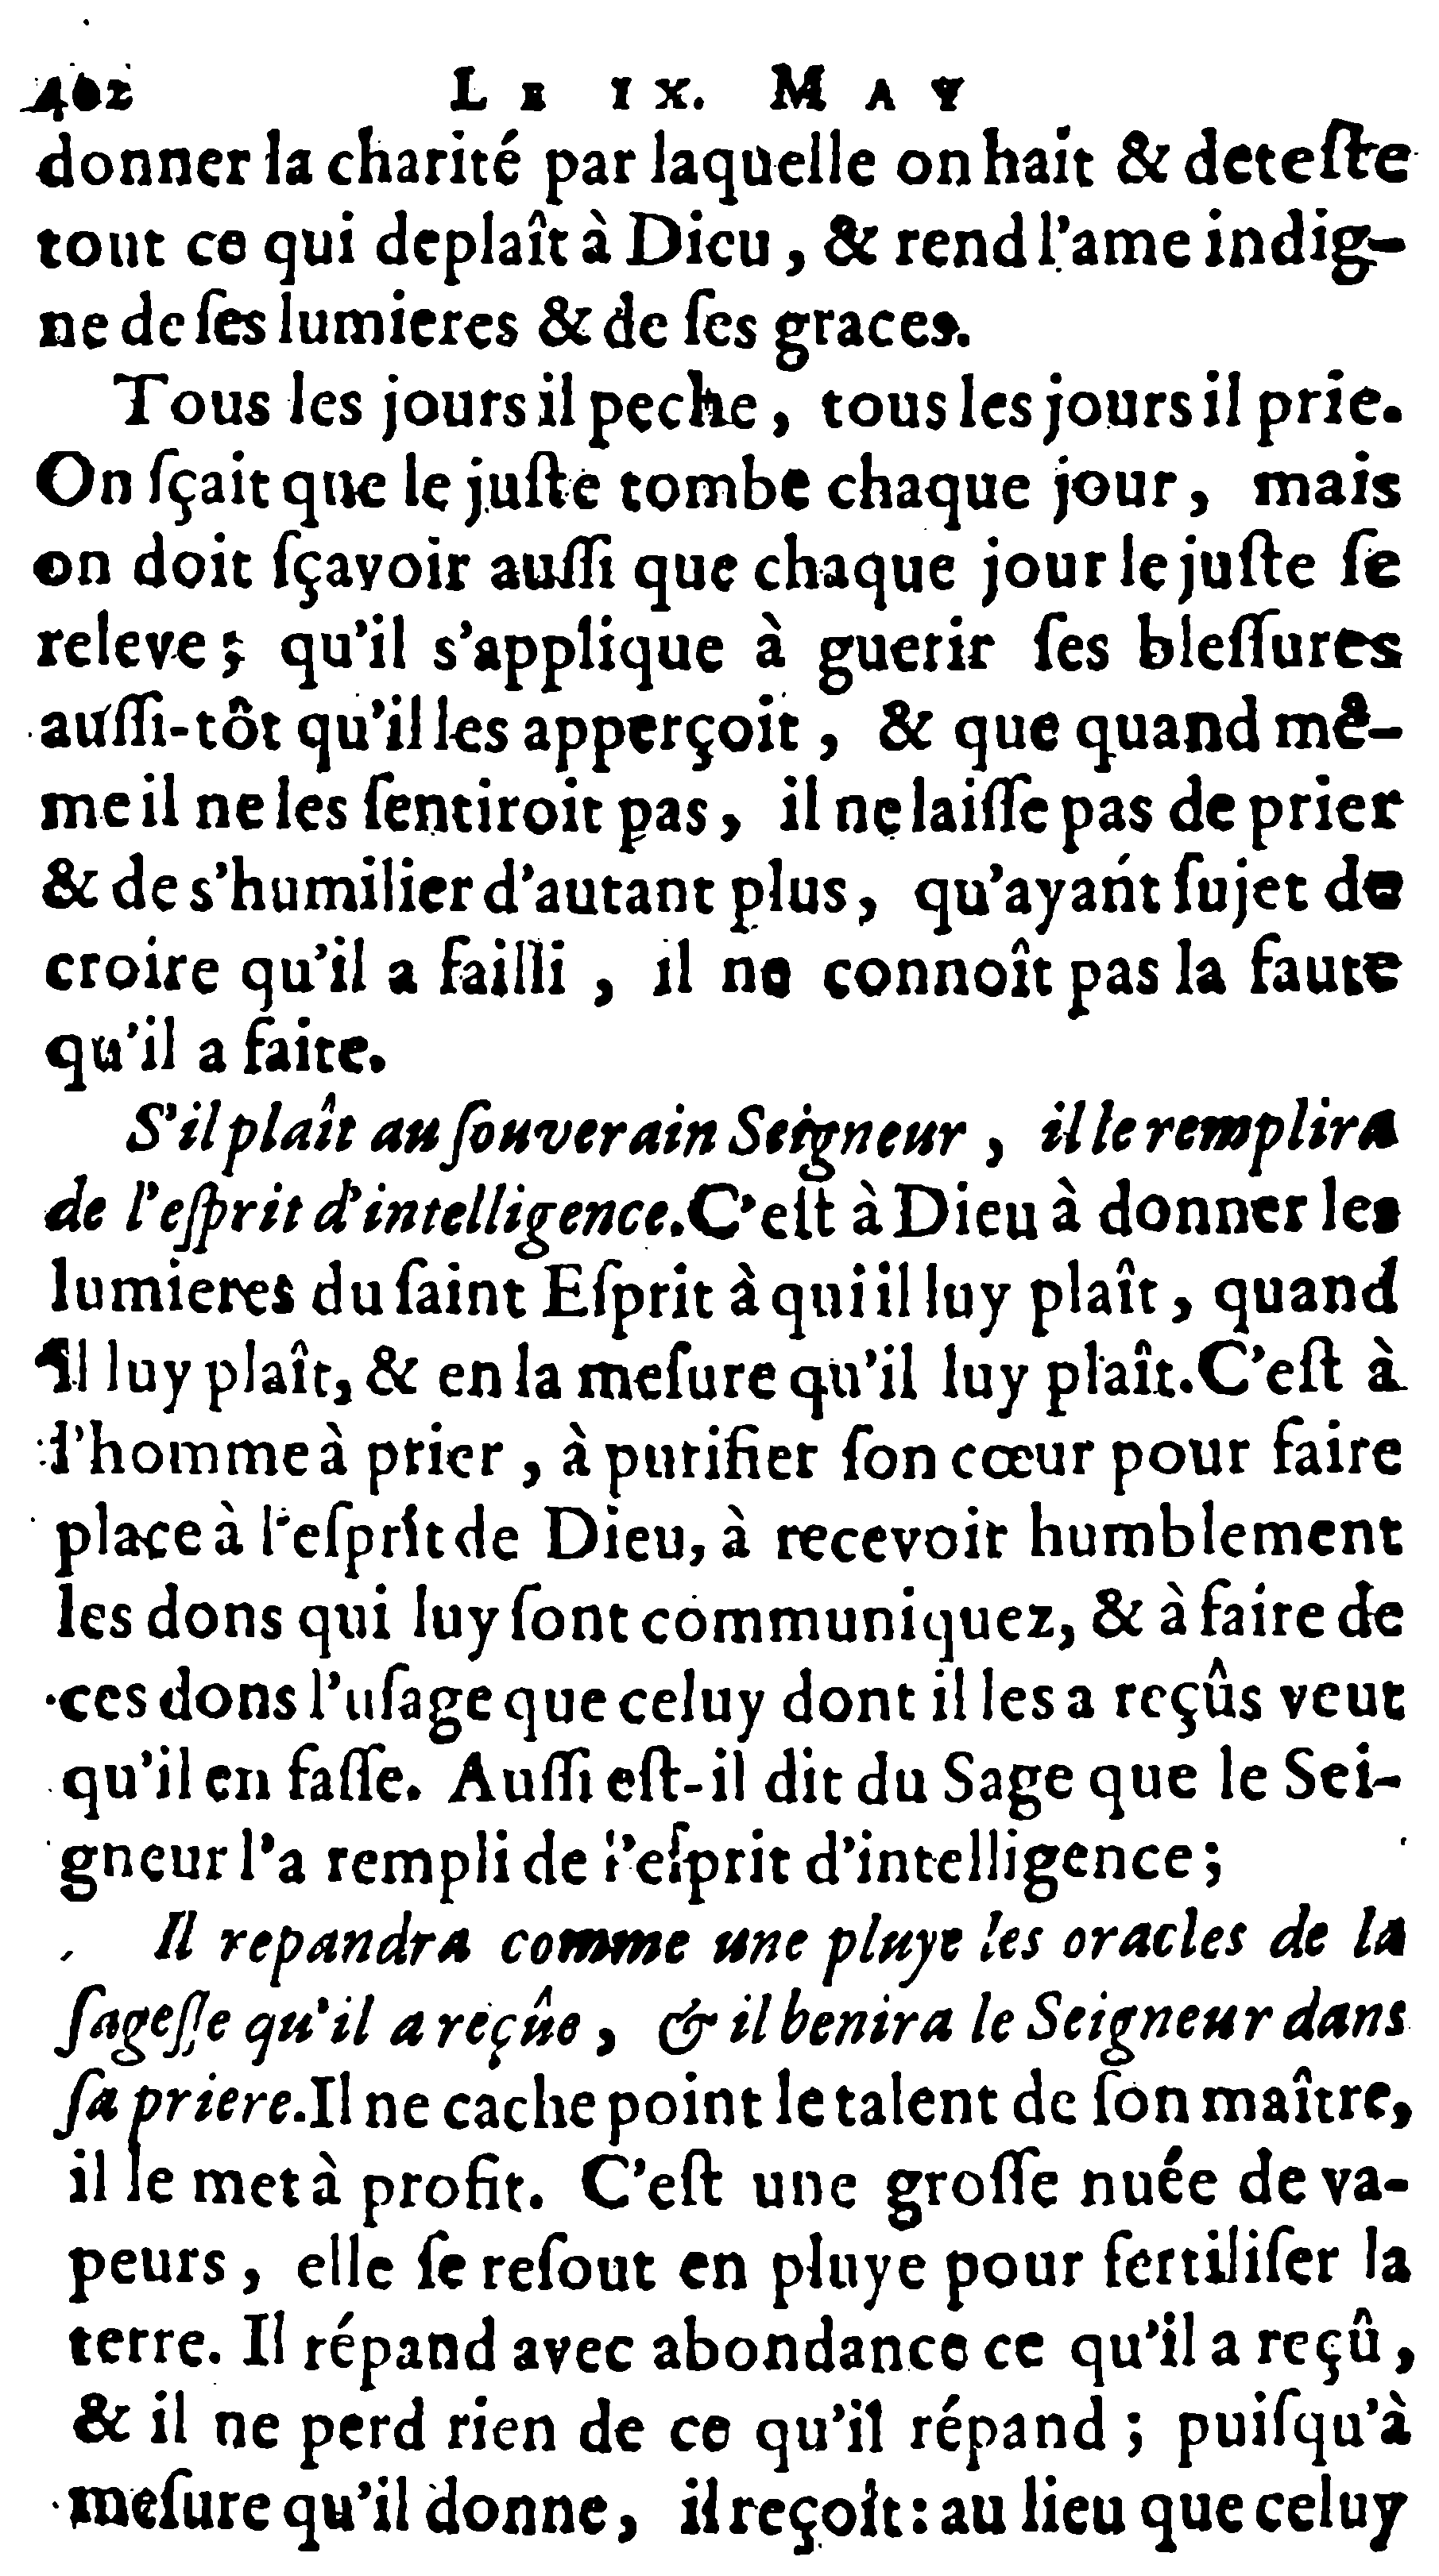 402 LE IX. MAY
donner la charité par laquelle on hait & deteſte
tout ce qui deplaît à Dieu, & rend l'ame indig-
ne de ſes lumieres & de ſes graces.
Tous les jours il peche, tous les jours il prie.
On ſçait que le juſte tombe chaque jour, mais
on doit ſçavoir auſſi que chaque jour le juſte ſe
releve; qu'il s'applique à guerir ſes bleſſures
auſſi-tôt qu'il les apperçoit, & que quand mê-
me il ne les ſentiroit pas, il ne laiſſe pas de prier
& de s'humilier d'autant plus, qu'ayant ſujet de
croire qu'il a failli, il ne connoît pas la faute
qu'il a faite.
S'il plaît au ſouverain Seigneur, il le remplira
de l'eſprit d'intelligence. C'eſt à Dieu à donner les
lumieres du ſaint Eſprit à qui il luy plaît, quand
il luy plaît, & en la meſure qu'il luy plaît. C'eſt à
l'homme à prier, à purifier ſon cœur pour faire
place à l'eſprit de Dieu, à recevoir humblement
les dons qui luy ſont communiquez, & à faire de
ces dons l'uſage que celuy dont il les a reçûs veut
qu'il en faſſe. Auſſi eſt-il dit du Sage que le Sei-
gneur l'a rempli de l'eſprit d'intelligence;
Il repandra comme une pluye les oracles de la
ſageſſe qu'il a reçûe, & il benira le Seigneur dans
ſa priere. Il ne cache point le talent de ſon maître,
il le met à profit. C'eſt une groſſe nuée de va-
peurs, elle ſe reſout en pluye pour fertiliſer la
terre. Il répand avec abondance ce qu'il a reçû,
& il ne perd rien de ce qu'il répand; puiſqu'à
meſure qu'il donne, il reçoit: au lieu que celuy